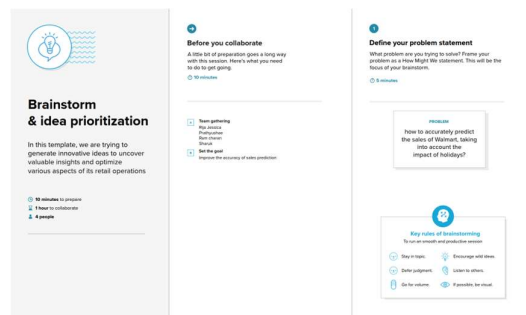 Brainstorm
& idea prioritization
In this template, we are trying to
generate innovative ideas to uncover
valuable insights and optimize
various aspects of its retail operations
10 minutes to prepare
1 hour to collaborate
4 people
Before you collaborate
A little bit of preparation goes a long way
with this session. Here's what you need
to do to get going.
10 minutes
Team gathering
Rija Jessica
Prathyushee
Ram charan
Sharuk
Set the goal
Improve the accuracy of sales prediction
1
Define your problem statement
What problem are you trying to solve? Frame your
problem as a How Might We statement. This will be the
focus of your brainstorm.
5 minutes
PROBLEM
how to accurately predict
the sales of Walmart, taking
into account the
impact of holidays?
Key rules of brainstorming
To run an smooth and productive session
Stay in topic.
Encourage wild ideas.
Defer judgment.
Listen to others.
Go for volume.
If possible, be visual.